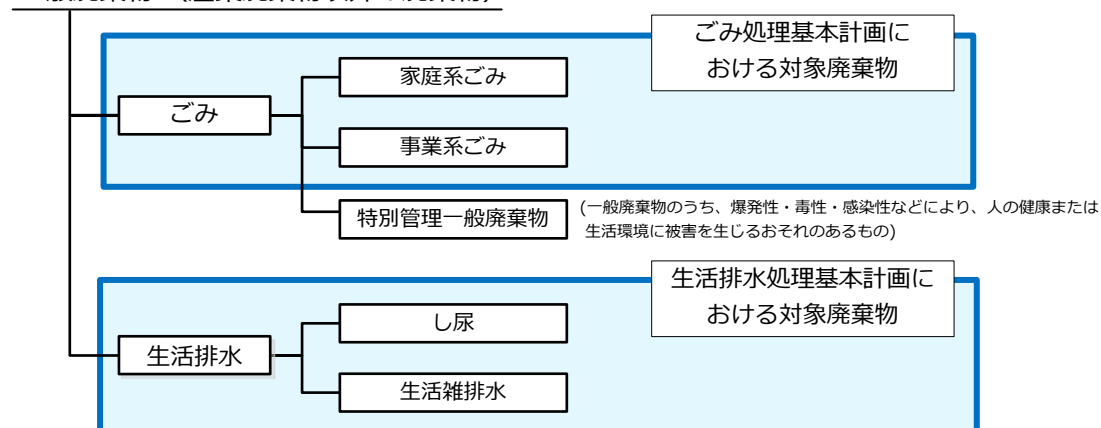 ごみ処理基本計画に
おける対象廃棄物
家庭系ごみ
ごみ
事業系ごみ
特別管理一般廃棄物
(一般廃棄物のうち、爆発性・毒性・感染性などにより、人の健康または
生活環境に被害を生じるおそれのあるもの)
生活排水処理基本計画に
おける対象廃棄物
し尿
生活排水
生活雑排水